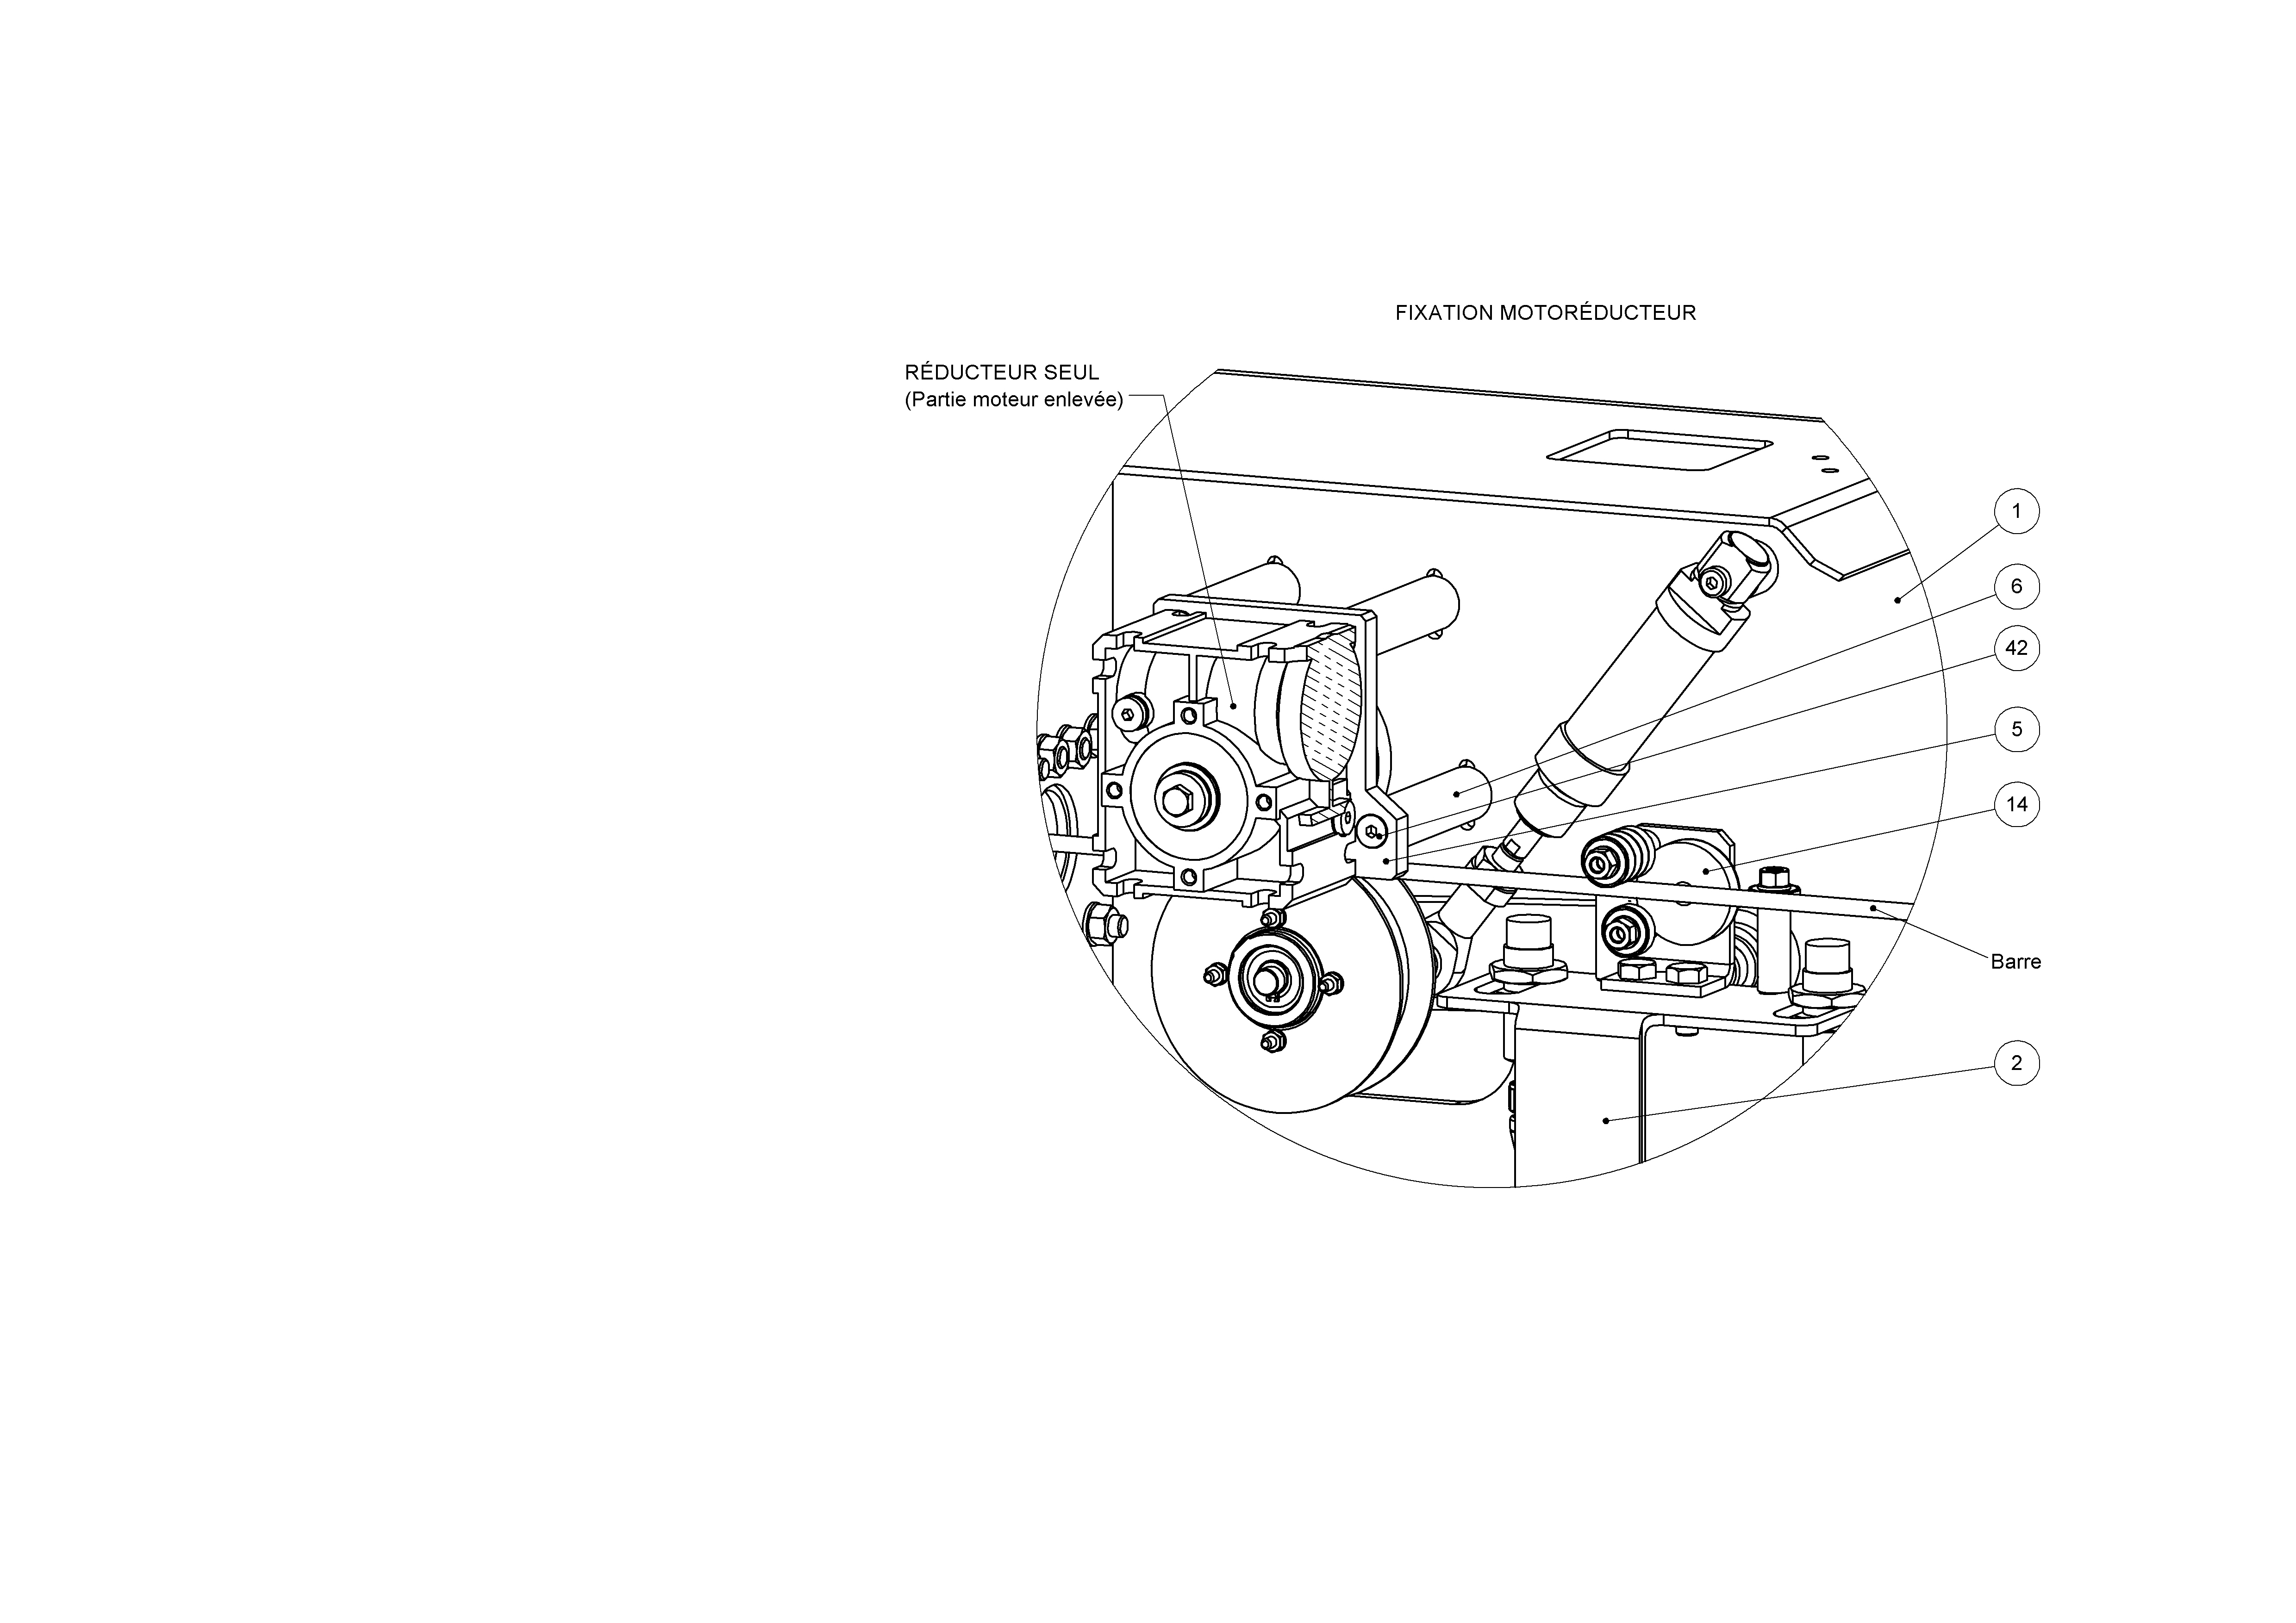 FIXATION MOTORÉDUCTEUR
RÉDUCTEUR SEUL
(Partie moteur enlevée)
1
6
42
5
14
Barre
2